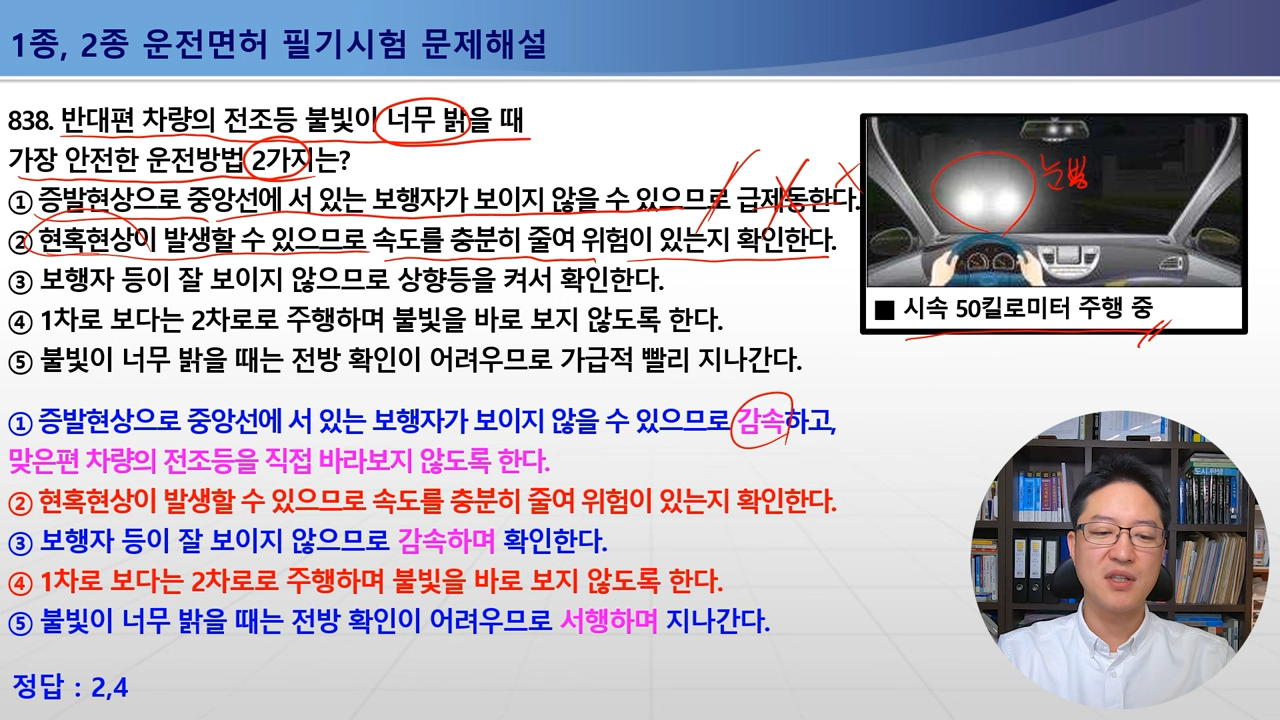 1종, 2종 운전면허 필기시험 문제해설
838. 반대편 차량의 전조등 불빛이 너무 밝을 때
가장 안전한 운전방법 2가지는?
① 증발현상으로 중앙선에 서 있는 보행자가 보이지 않을 수 있으므로 급제동한다.
② 현혹현상이 발생할 수 있으므로 속도를 충분히 줄여 위험이 있는지 확인한다.
③ 보행자 등이 잘 보이지 않으므로 상향등을 켜서 확인한다.
④ 1차로 보다는 2차로로 주행하며 불빛을 바로 보지 않도록 한다.
⑤ 불빛이 너무 밝을 때는 전방 확인이 어려우므로 가급적 빨리 지나간다.
눈뽕
■ 시속 50킬로미터 주행 중
① 증발현상으로 중앙선에 서 있는 보행자가 보이지 않을 수 있으므로 감속하고,
맞은편 차량의 전조등을 직접 바라보지 않도록 한다.
② 현혹현상이 발생할 수 있으므로 속도를 충분히 줄여 위험이 있는지 확인한다.
③ 보행자 등이 잘 보이지 않으므로 감속하며 확인한다.
④ 1차로 보다는 2차로로 주행하며 불빛을 바로 보지 않도록 한다.
⑤ 불빛이 너무 밝을 때는 전방 확인이 어려우므로 서행하며 지나간다.
정답 : 2,4